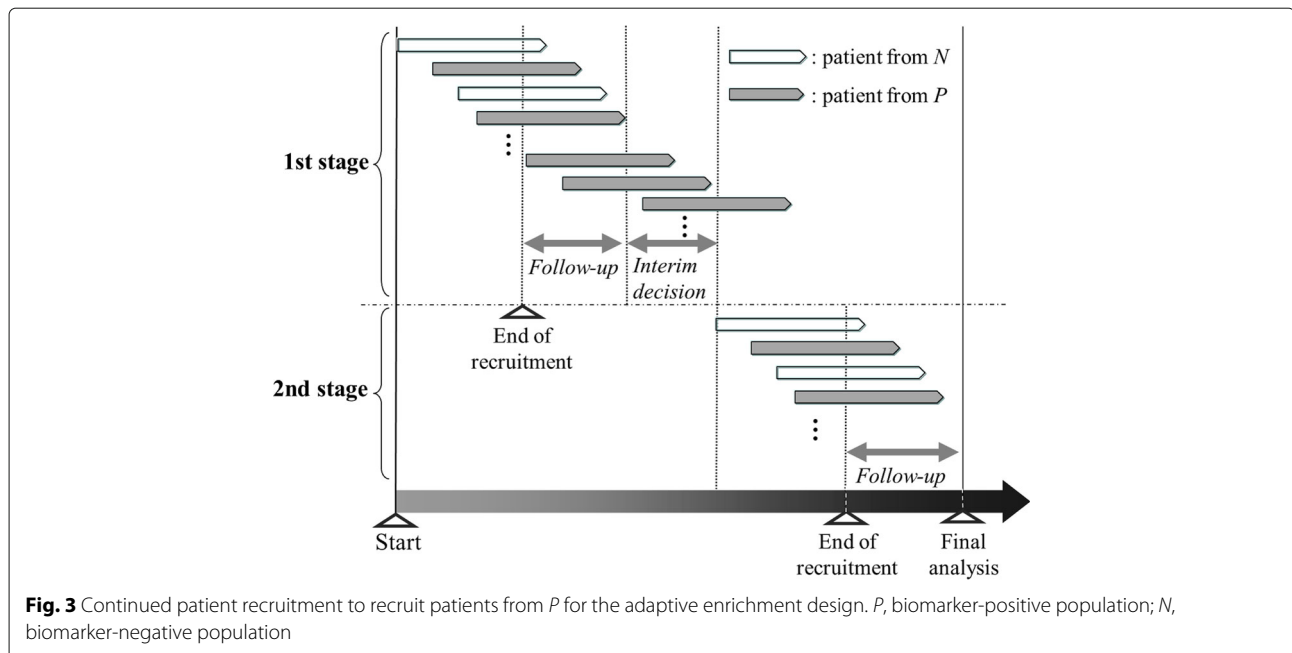 : patient from N
: patient from P
1st stage
Follow-up
Interim
decision
End of
recruitment
2nd stage
Follow-up
Start
End of
recruitment
Final
analysis
Fig. 3 Continued patient recruitment to recruit patients from P for the adaptive enrichment design. P, biomarker-positive population; N,
biomarker-negative population